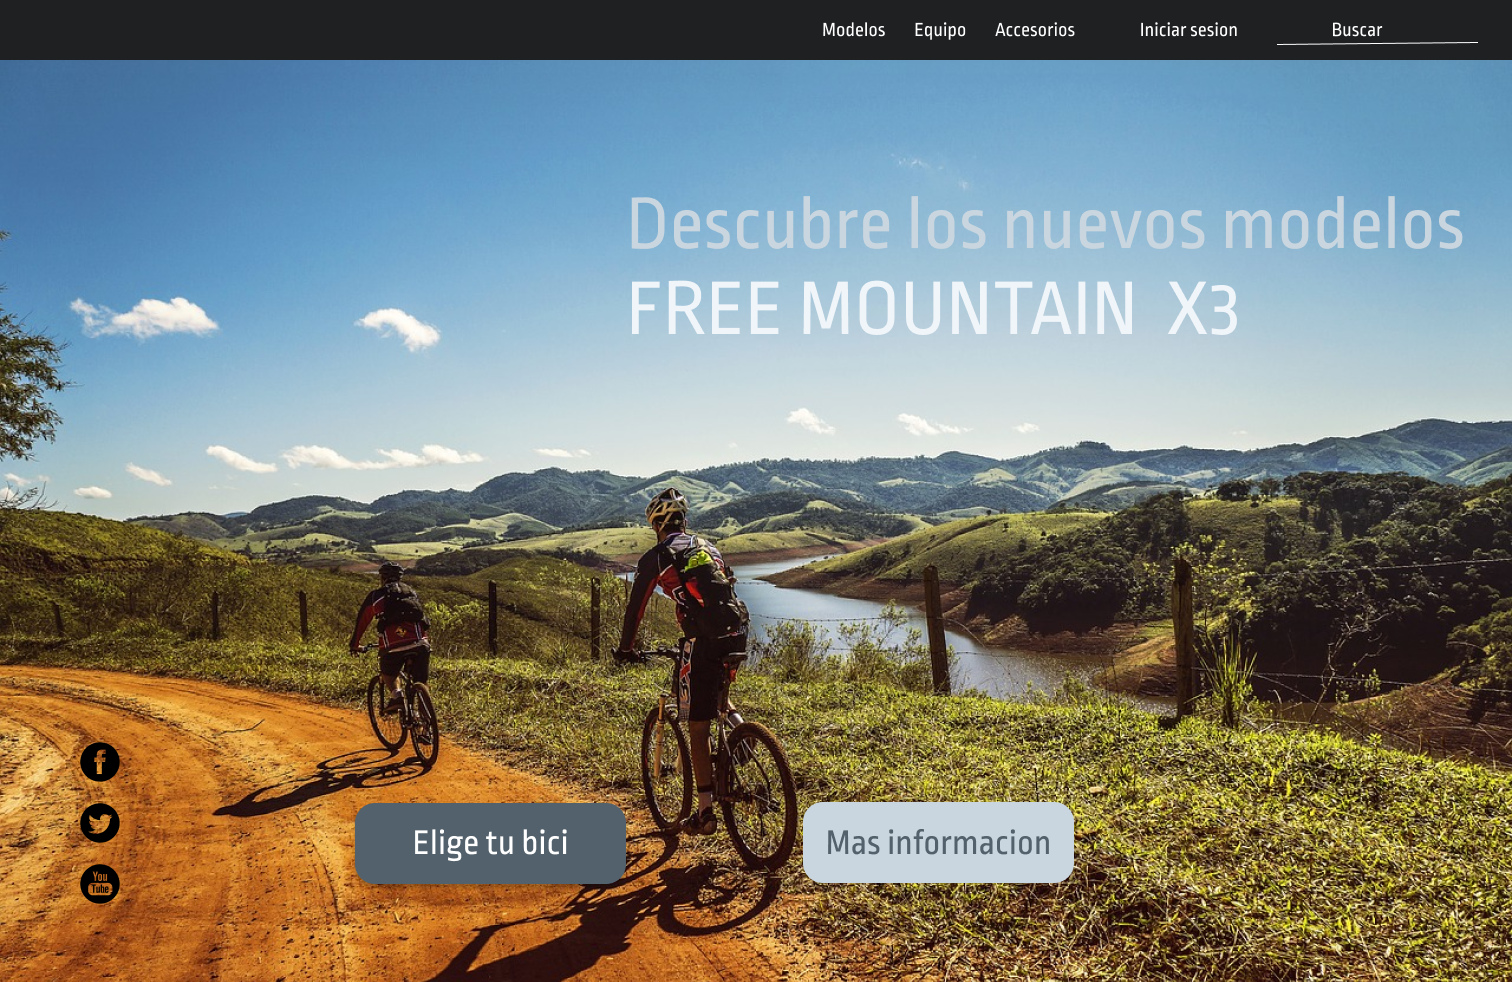 Modelos Equipo Accesorios Iniciar sesion Buscar
Descubre los nuevos modelos
FREE MOUNTAIN X3
You
Tube
Elige tu bici
Mas informacion